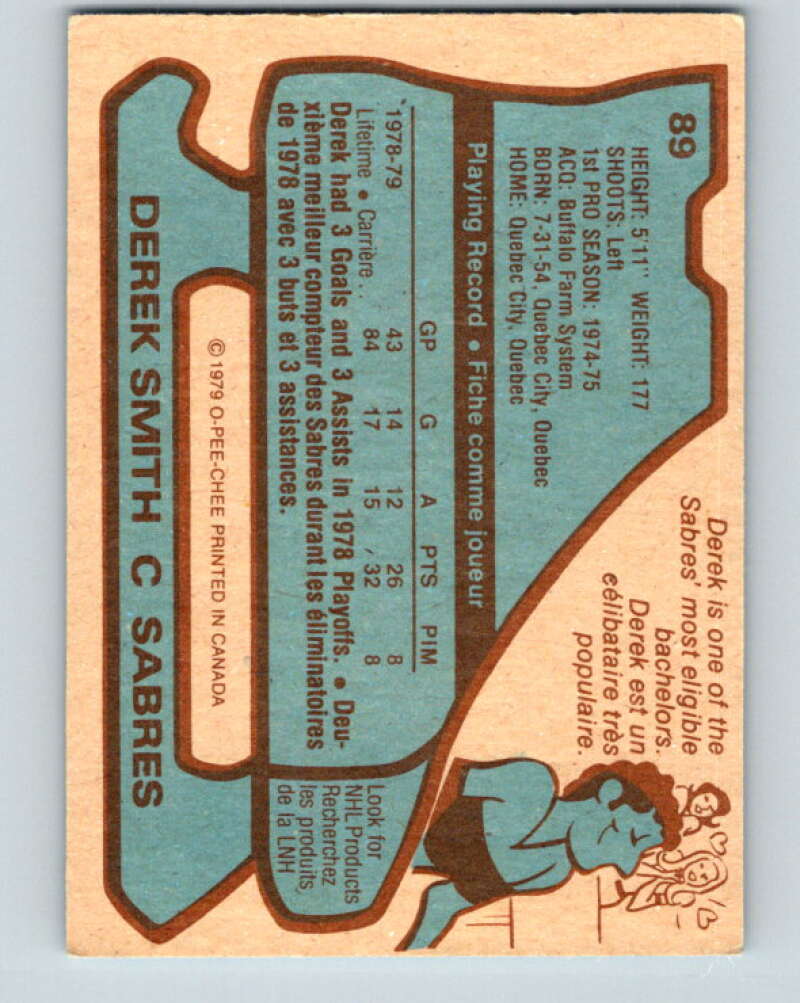 89
HEIGHT: 5'11" WEIGHT: 177
SHOOTS: Left
1st PRO SEASON: 1974-75
ACQ: Buffalo Farm System
BORN: 7-31-54, Quebec City, Quebec
HOME: Quebec City, Quebec
Derek is one of the
Sabres' most eligible
bachelors.
Derek est un
eélibataire très
populaire.
Playing Record • Fiche comme joueur
GP G A PTS PIM
1978-79 43 14 12 26 8
Lifetime • Carrière.. 84 17 15 32 8
Derek had 3 Goals and 3 Assists in 1978 Playoffs. • Deu-
xième meilleur compteur des Sabres durant les éliminatoires
de 1978 avec 3 buts et 3 assistances.
Look for
NHL Products
Recherchez
les produits
de la LNH
© 1979 O-PEE-CHEE PRINTED IN CANADA
DEREK SMITH C SABRES